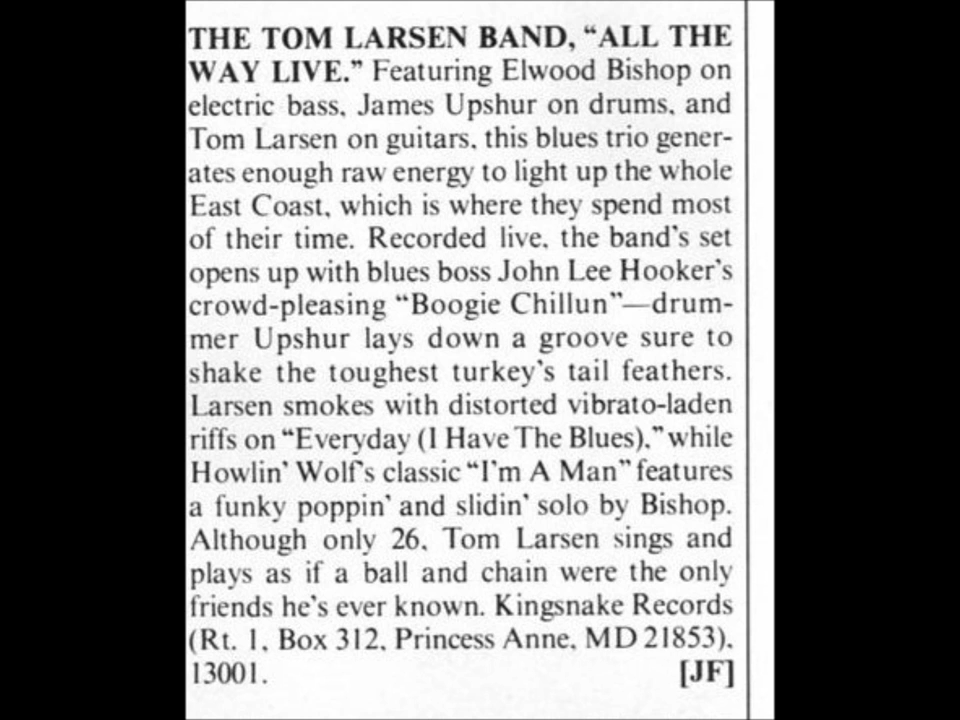 THE TOM LARSEN BAND, “ALL THE
WAY LIVE.” Featuring Elwood Bishop on
electric bass, James Upshur on drums, and
Tom Larsen on guitars, this blues trio gener-
ates enough raw energy to light up the whole
East Coast, which is where they spend most
of their time. Recorded live, the band's set
opens up with blues boss John Lee Hooker's
crowd-pleasing “Boogie Chillun”—drum-
mer Upshur lays down a groove sure to
shake the toughest turkey's tail feathers.
Larsen smokes with distorted vibrato-laden
riffs on “Everyday (I Have The Blues),” while
Howlin' Wolf's classic “I'm A Man” features
a funky poppin' and slidin' solo by Bishop.
Although only 26, Tom Larsen sings and
plays as if a ball and chain were the only
friends he's ever known. Kingsnake Records
(Rt. 1, Box 312, Princess Anne, MD 21853),
13001. [JF]